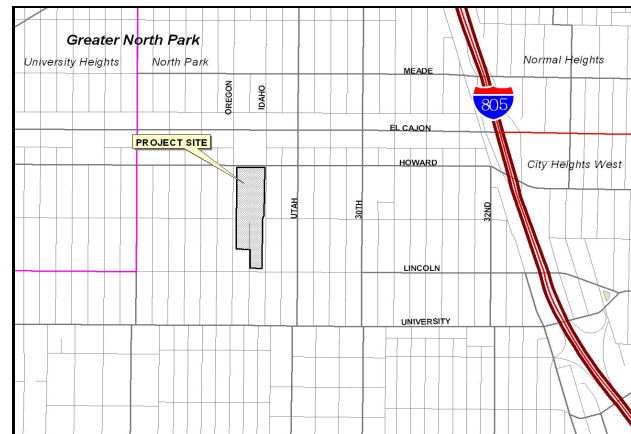 Greater North Park
University Heights
North Park
Normal Heights
MEADE
OREGON
IDAHO
805
EL CAJON
PROJECT SITE
HOWARD
City Heights West
UTAH
30TH
32ND
LINCOLN
UNIVERSITY